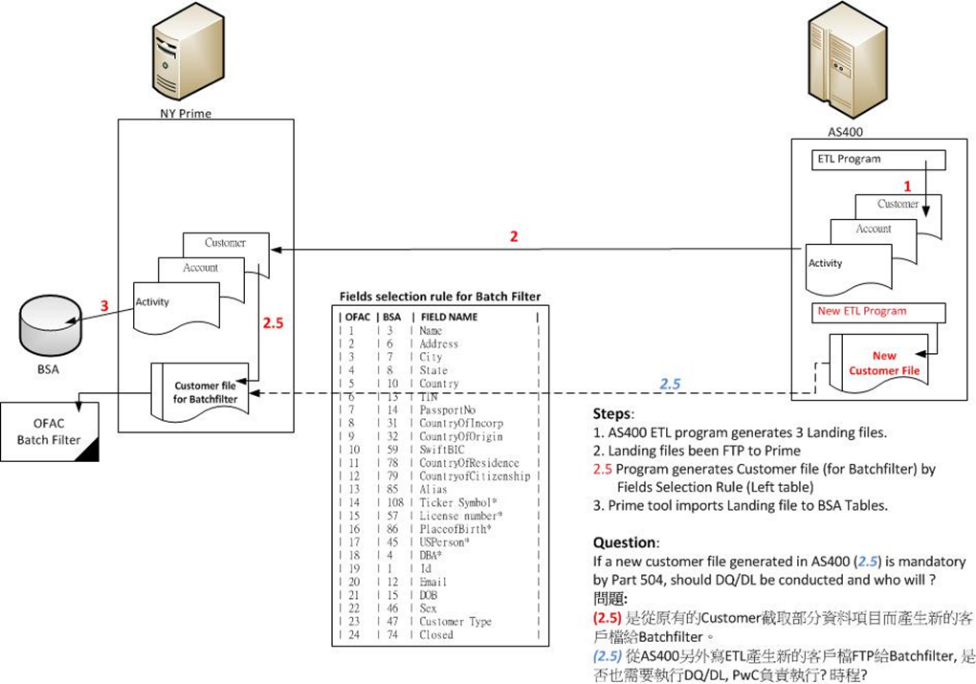 NY Prime
AS400
ETL Program
1
Customer
Account
Activity
2
Customer
Account
Activity
3
2.5
BSA
New ETL Program
New
Customer File
Customer file
for Batchfilter
2.5
OFAC
Batch Filter
Fields selection rule for Batch Filter
| OFAC | BSA | FIELD NAME |
| 1 | 3 | Name |
| 2 | 6 | Address |
| 3 | 7 | City |
| 4 | 8 | State |
| 5 | 10 | Country |
| 6 | 13 | TIN |
| 7 | 14 | PassportNo |
| 8 | 31 | CountryOfIncorp |
| 9 | 32 | CountryOfOrigin |
| 10 | 59 | SwiftBIC |
| 11 | 78 | CountryOfResidence |
| 12 | 79 | CountryofCitizenship |
| 13 | 85 | Alias |
| 14 | 108 | Ticker Symbol* |
| 15 | 57 | License number* |
| 16 | 86 | PlaceofBirth* |
| 17 | 45 | USPerson* |
| 18 | 4 | DBA* |
| 19 | 1 | Id |
| 20 | 12 | Email |
| 21 | 15 | DOB |
| 22 | 46 | Sex |
| 23 | 47 | Customer Type |
| 24 | 74 | Closed |
Steps:
1. AS400 ETL program generates 3 Landing files.
2. Landing files been FTP to Prime
2.5 Program generates Customer file (for Batchfilter) by
Fields Selection Rule (Left table)
3. Prime tool imports Landing file to BSA Tables.
Question:
If a new customer file generated in AS400 (2.5) is mandatory
by Part 504, should DQ/DL be conducted and who will ?
問題:
(2.5) 是從原有的Customer截取部分資料項目而產生新的客
戶檔給Batchfilter。
(2.5) 從AS400另外寫ETL產生新的客戶檔FTP給Batchfilter, 是
否也需要執行DQ/DL, PwC負責執行? 時程?